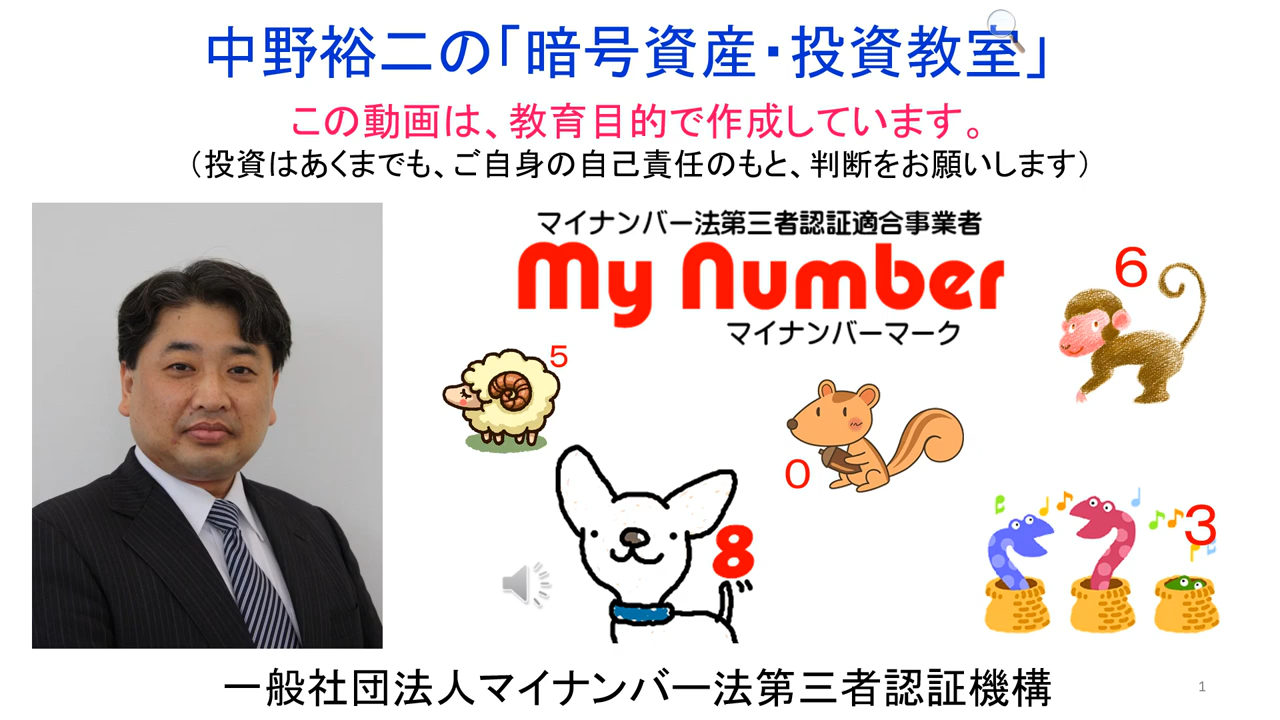 中野裕二の「暗号資産・投資教室」
この動画は、教育目的で作成しています。
（投資はあくまでも、ご自身の自己責任のもと、判断をお願いします）
マイナンバー法第三者認証適合事業者
My Number
マイナンバーマーク
6
5
0
3
8
一般社団法人マイナンバー法第三者認証機構
1